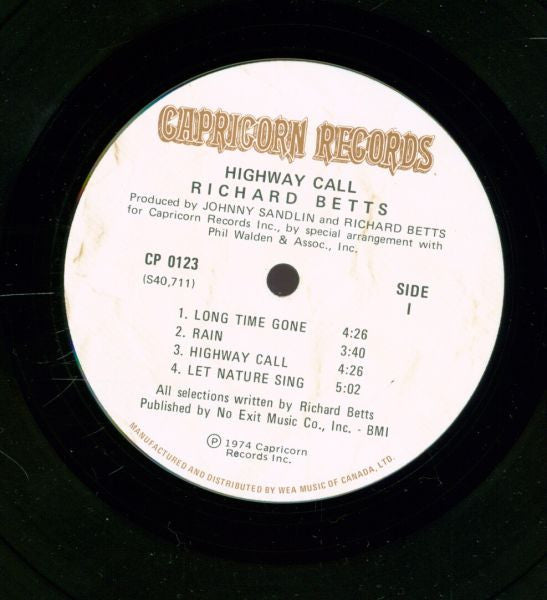 CAPRICORN RECORDS
HIGHWAY CALL
RICHARD BETTS
Produced by JOHNNY SANDLIN and RICHARD BETTS
for Capricorn Records Inc., by special arrangement with
Phil Walden & Assoc., Inc.
CP 0123
(S40,711)
SIDE
I
1. LONG TIME GONE 4:26
2. RAIN 3:40
3. HIGHWAY CALL 4:26
4. LET NATURE SING 5:02
All selections written by Richard Betts
Published by No Exit Music Co., Inc. - BMI
Ⓟ 1974 Capricorn
Records Inc.
MANUFACTURED AND DISTRIBUTED BY WEA MUSIC OF CANADA, LTD.